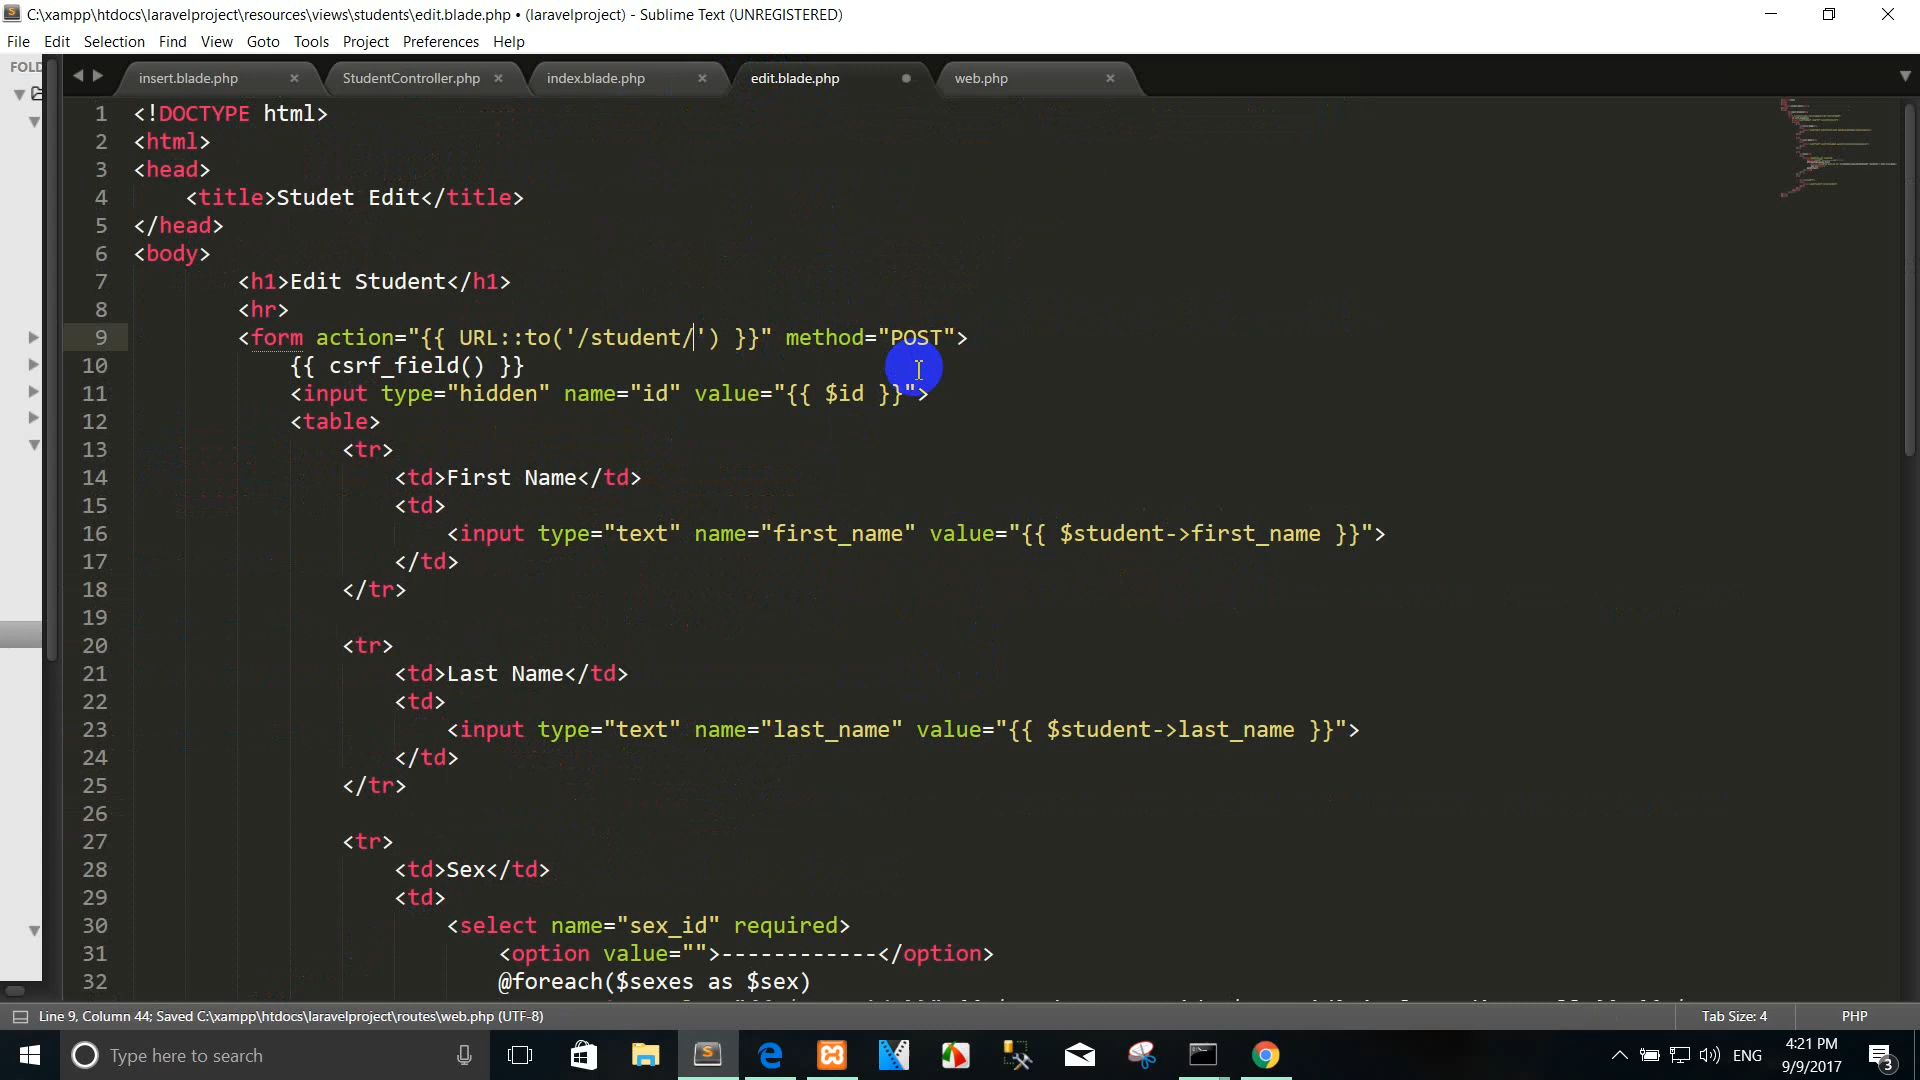 C:\xampp\htdocs\laravelproject\resources\views\students\edit.blade.php • (laravelproject) - Sublime Text (UNREGISTERED)
File Edit Selection Find View Goto Tools Project Preferences Help
FOLD
insert.blade.php × StudentController.php × index.blade.php × edit.blade.php web.php ×
1 <!DOCTYPE html>
2 <html>
3 <head>
4 <title>Studet Edit</title>
5 </head>
6 <body>
7 <h1>Edit Student</h1>
8 <hr>
9 <form action="{{ URL::to('/student/') }}" method="POST">
10 {{ csrf_field() }}
11 <input type="hidden" name="id" value="{{ $id }}">
12 <table>
13 <tr>
14 <td>First Name</td>
15 <td>
16 <input type="text" name="first_name" value="{{ $student->first_name }}">
17 </td>
18 </tr>
19
20 <tr>
21 <td>Last Name</td>
22 <td>
23 <input type="text" name="last_name" value="{{ $student->last_name }}">
24 </td>
25 </tr>
26
27 <tr>
28 <td>Sex</td>
29 <td>
30 <select name="sex_id" required>
31 <option value="">------------</option>
32 @foreach($sexes as $sex)
Line 9, Column 44; Saved C:\xampp\htdocs\laravelproject\routes\web.php (UTF-8) Tab Size: 4 PHP
Type here to search ENG 4:21 PM
9/9/2017 3